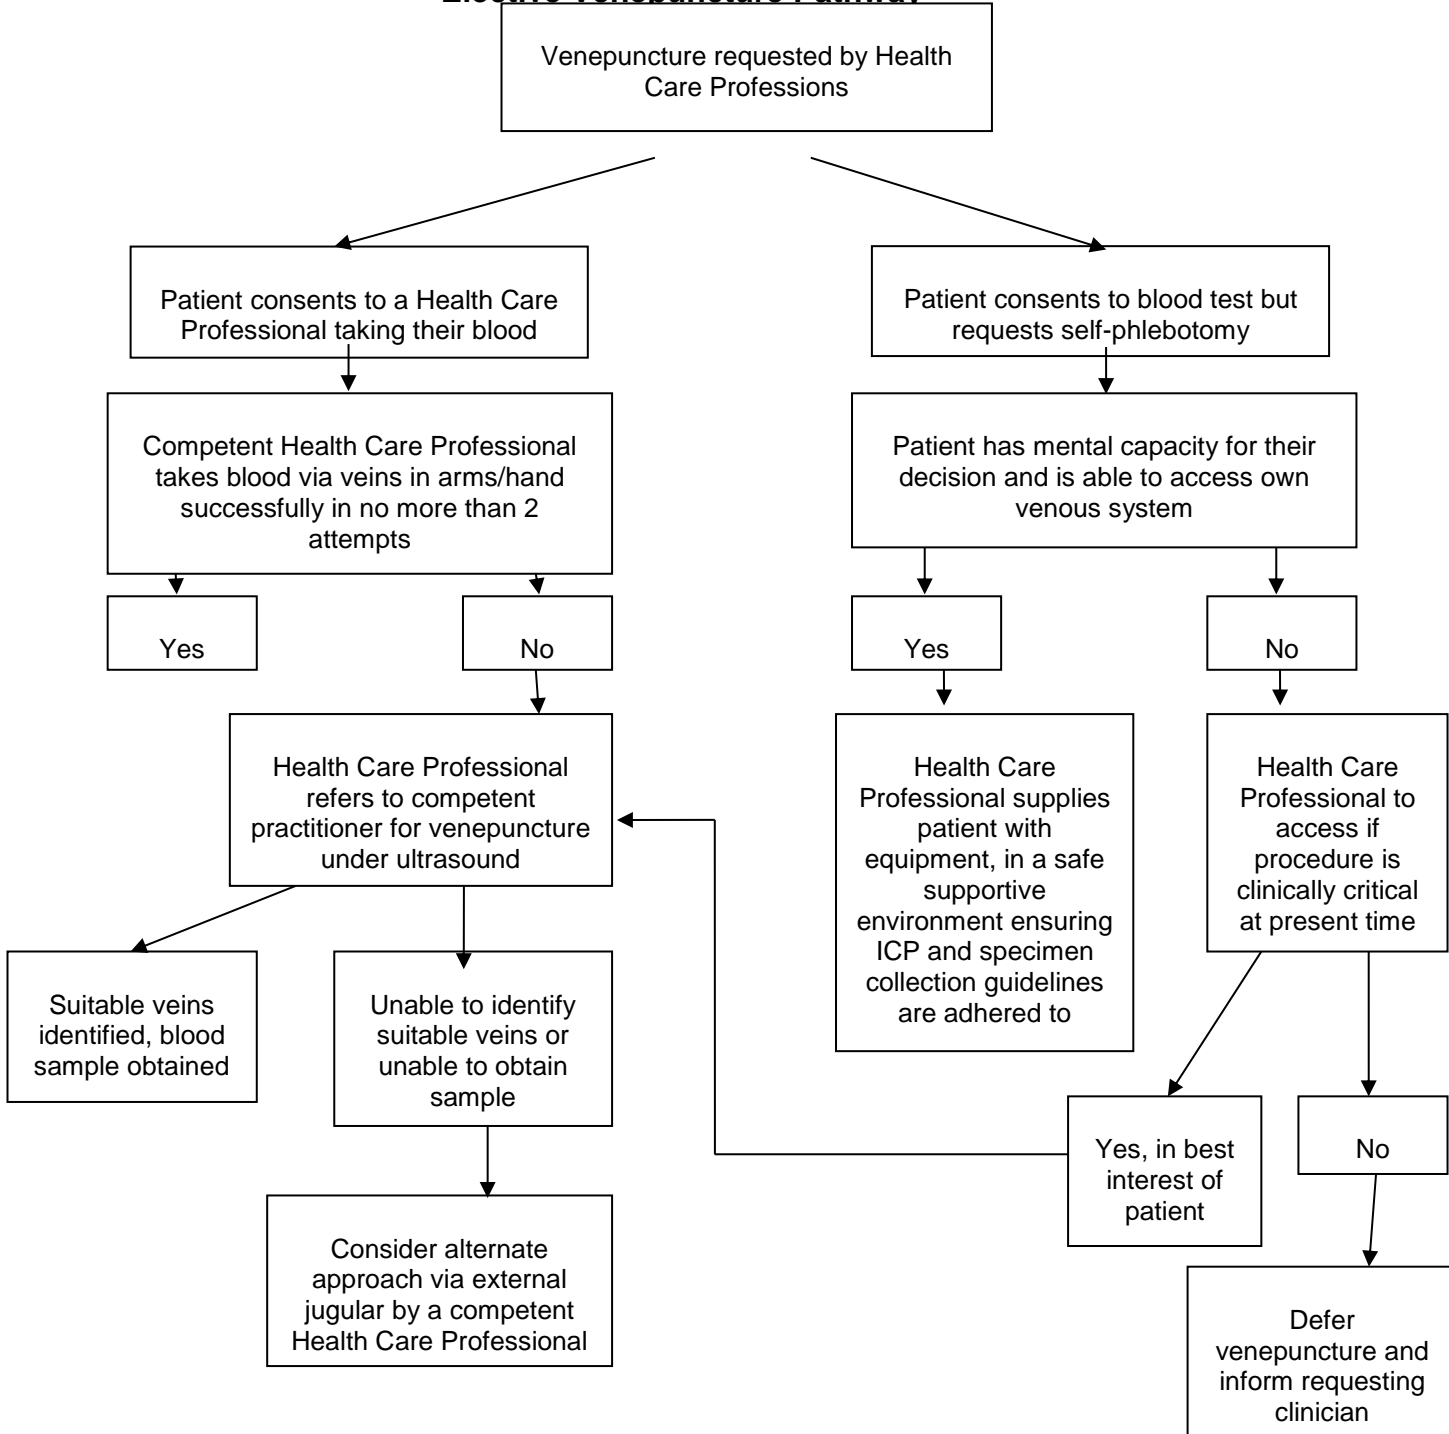 Elective Venepuncture Pathway
Venepuncture requested by Health
Care Professions
Patient consents to a Health Care
Professional taking their blood
Patient consents to blood test but
requests self-phlebotomy
Competent Health Care Professional
takes blood via veins in arms/hand
successfully in no more than 2
attempts
Patient has mental capacity for their
decision and is able to access own
venous system
Yes
No
Yes
No
Health Care Professional
refers to competent
practitioner for venepuncture
under ultrasound
Health Care
Professional supplies
patient with
equipment, in a safe
supportive
environment ensuring
ICP and specimen
collection guidelines
are adhered to
Health Care
Professional to
access if
procedure is
clinically critical
at present time
Suitable veins
identified, blood
sample obtained
Unable to identify
suitable veins or
unable to obtain
sample
Yes, in best
interest of
patient
No
Consider alternate
approach via external
jugular by a competent
Health Care Professional
Defer
venepuncture and
inform requesting
clinician